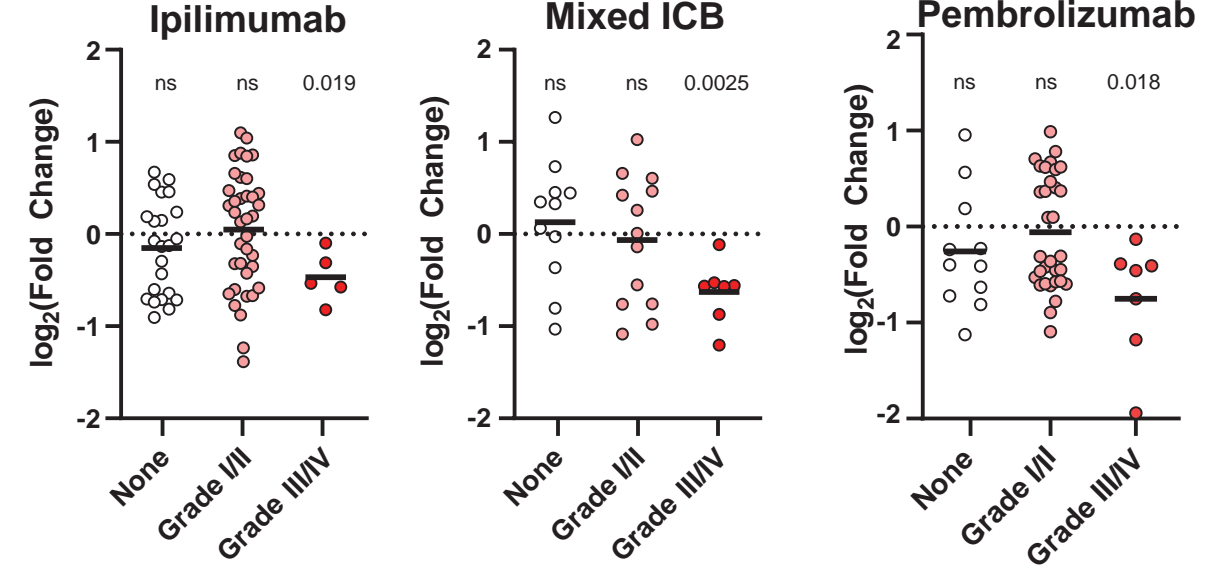 Ipilimumab
log2(Fold Change)
2
1
0
-1
-2
ns
ns
0.019
None
Grade I/II
Grade III/IV
Mixed ICB
log2(Fold Change)
2
1
0
-1
-2
ns
ns
0.0025
None
Grade I/II
Grade III/IV
Pembrolizumab
log2(Fold Change)
2
1
0
-1
-2
ns
ns
0.018
None
Grade I/II
Grade III/IV